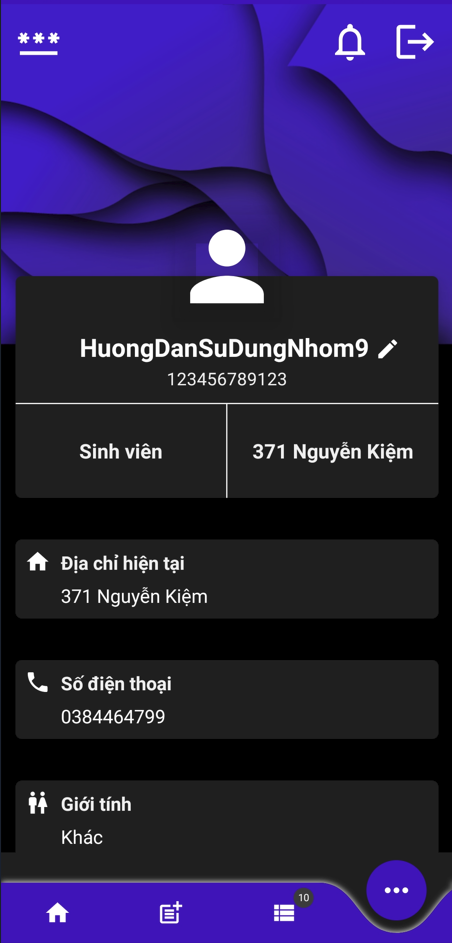 ***
HuongDanSuDungNhom9
123456789123
Sinh viên
371 Nguyễn Kiệm
Địa chỉ hiện tại
371 Nguyễn Kiệm
Số điện thoại
0384464799
Giới tính
Khác
10